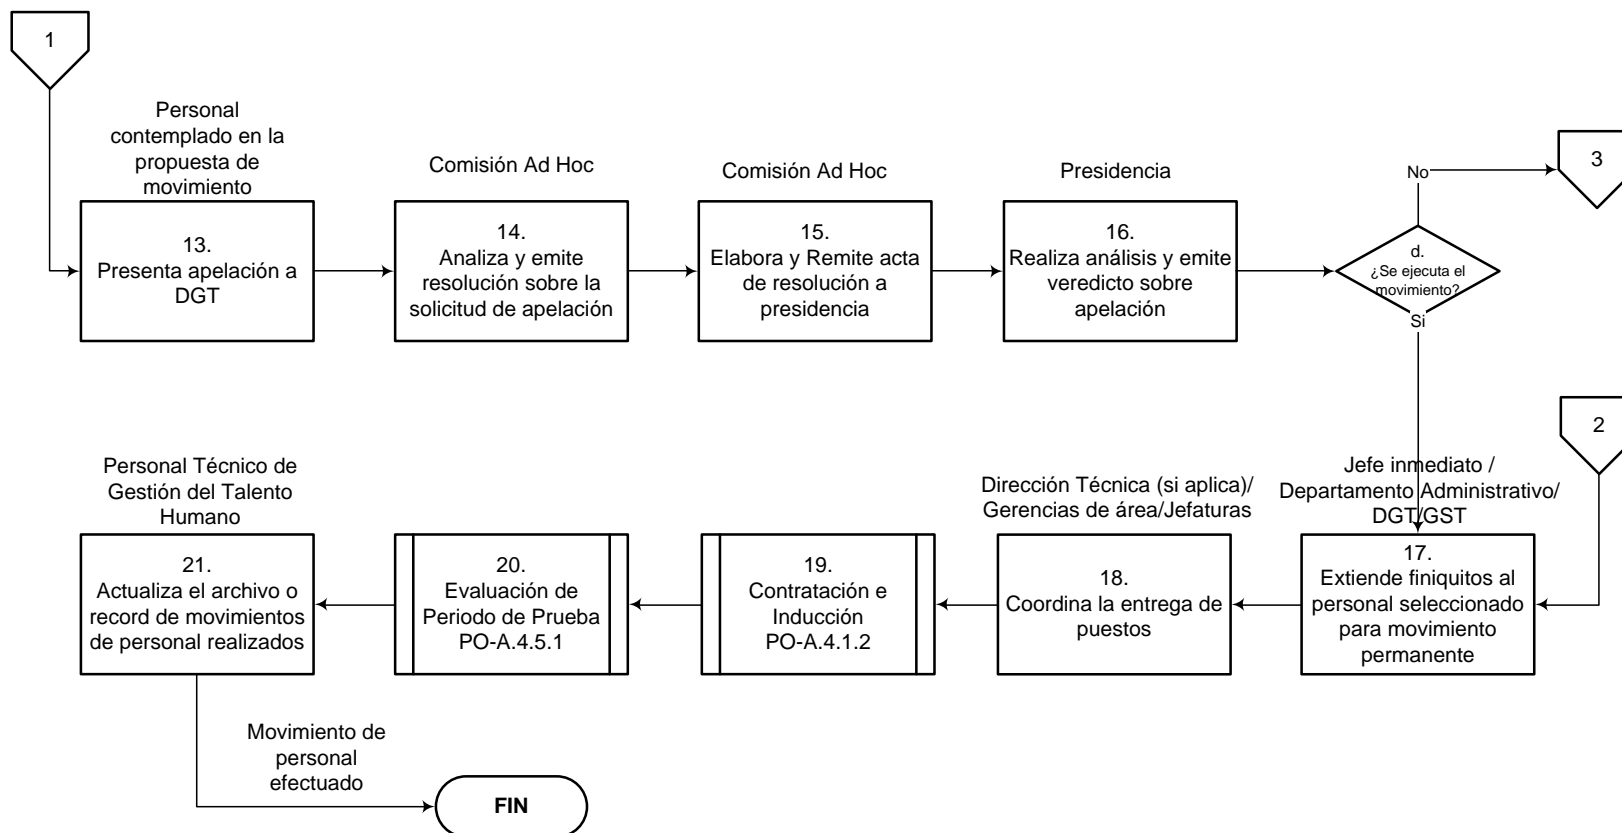 1
Personal
contemplado en la
propuesta de
movimiento
13.
Presenta apelación a
DGT
Comisión Ad Hoc
14.
Analiza y emite
resolución sobre la
solicitud de apelación
Comisión Ad Hoc
15.
Elabora y Remite acta
de resolución a
presidencia
Presidencia
16.
Realiza análisis y emite
veredicto sobre
apelación
d.
¿Se ejecuta el
movimiento?
No
3
Si
2
Jefe inmediato /
Departamento Administrativo/
DGT/GST
17.
Extiende finiquitos al
personal seleccionado
para movimiento
permanente
Dirección Técnica (si aplica)/
Gerencias de área/Jefaturas
18.
Coordina la entrega de
puestos
19.
Contratación e
Inducción
PO-A.4.1.2
20.
Evaluación de
Periodo de Prueba
PO-A.4.5.1
Personal Técnico de
Gestión del Talento
Humano
21.
Actualiza el archivo o
record de movimientos
de personal realizados
Movimiento de
personal
efectuado
FIN